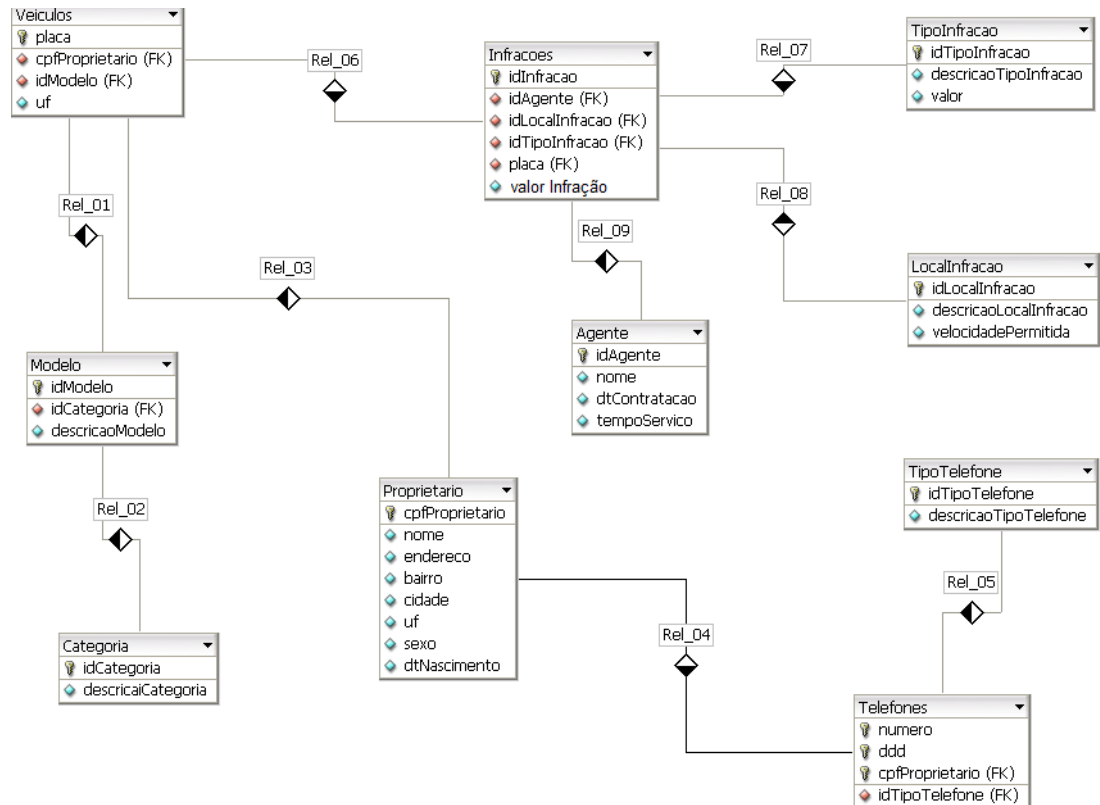 Veiculos
placa
cpfProprietario (FK)
idModelo (FK)
uf
Rel_06
Infracoes
idInfracao
idAgente (FK)
idLocalInfracao (FK)
idTipoInfracao (FK)
placa (FK)
valor Infração
Rel_07
TipoInfracao
idTipoInfracao
descricaoTipoInfracao
valor
Rel_08
Rel_01
Rel_09
Rel_03
LocalInfracao
idLocalInfracao
descricaoLocalInfracao
velocidadePermitida
Agente
idAgente
nome
dtContratacao
tempoServico
Modelo
idModelo
idCategoria (FK)
descricaoModelo
Rel_02
Proprietario
cpfProprietario
nome
endereco
bairro
cidade
uf
sexo
dtNascimento
TipoTelefone
idTipoTelefone
descricaoTipoTelefone
Rel_05
Rel_04
Categoria
idCategoria
descricaiCategoria
Telefones
numero
ddd
cpfProprietario (FK)
idTipoTelefone (FK)